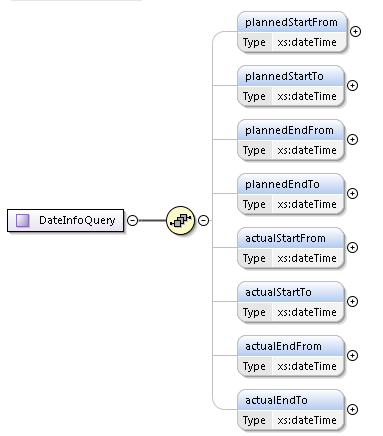 plannedStartFrom
Type xs:dateTime
plannedStartTo
Type xs:dateTime
plannedEndFrom
Type xs:dateTime
plannedEndTo
Type xs:dateTime
DateInfoQuery
actualStartFrom
Type xs:dateTime
actualStartTo
Type xs:dateTime
actualEndFrom
Type xs:dateTime
actualEndTo
Type xs:dateTime